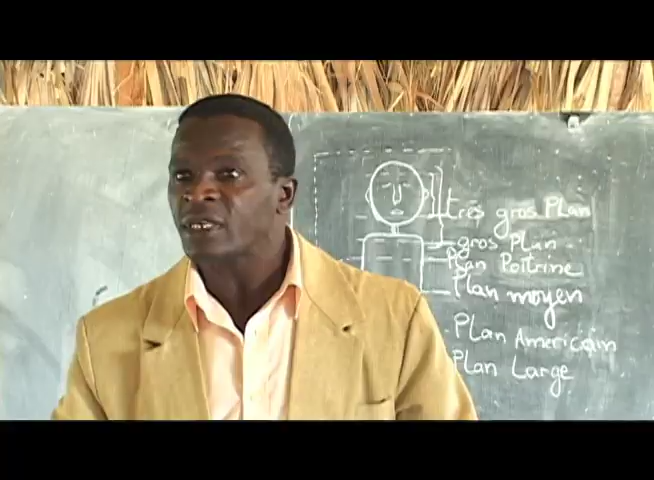 très gros Plan
gros Plan
Plan Poitrine
Plan moyen
Plan Americain
Plan Large